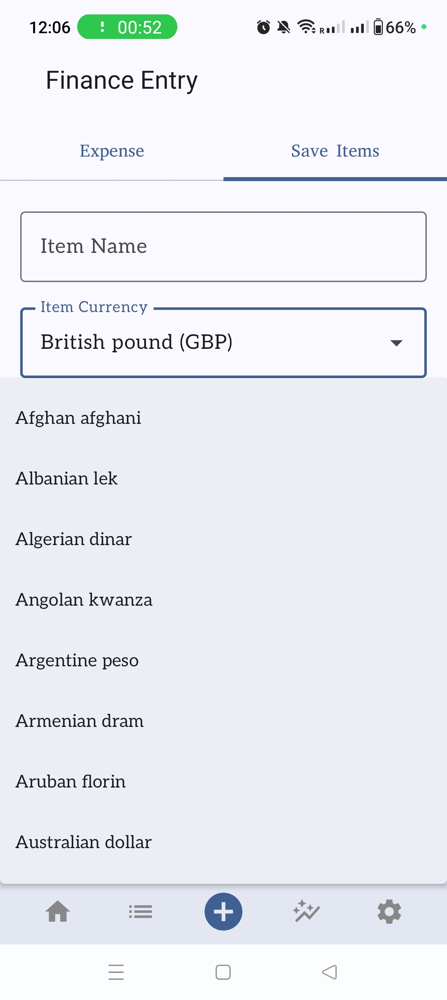 12:06 00:52 R 66%
Finance Entry
Expense Save Items
Item Name
Item Currency
British pound (GBP)
Afghan afghani
Albanian lek
Algerian dinar
Angolan kwanza
Argentine peso
Armenian dram
Aruban florin
Australian dollar